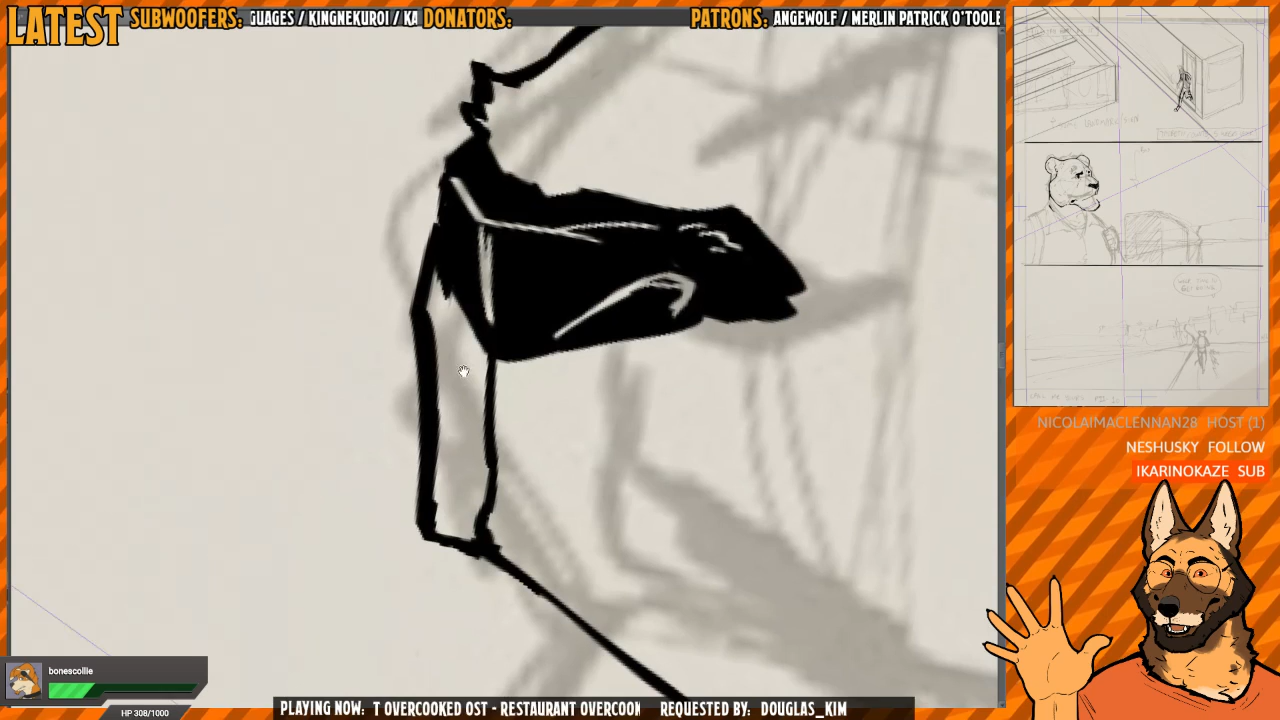 LATEST SUBWOOFERS: GUAGES / KINGNEKUROI / KA DONATORS: PATRONS: ANGEWOLF / MERLIN PATRICK O'TOOLE
NICOLAIMACLENNAN28 HOST (1)
NESHUSKY FOLLOW
IKARINOKAZE SUB
bonescollie
HP 308/1000
PLAYING NOW: T OVERCOOKED OST - RESTAURANT OVERCOOK REQUESTED BY: DOUGLAS_KIM